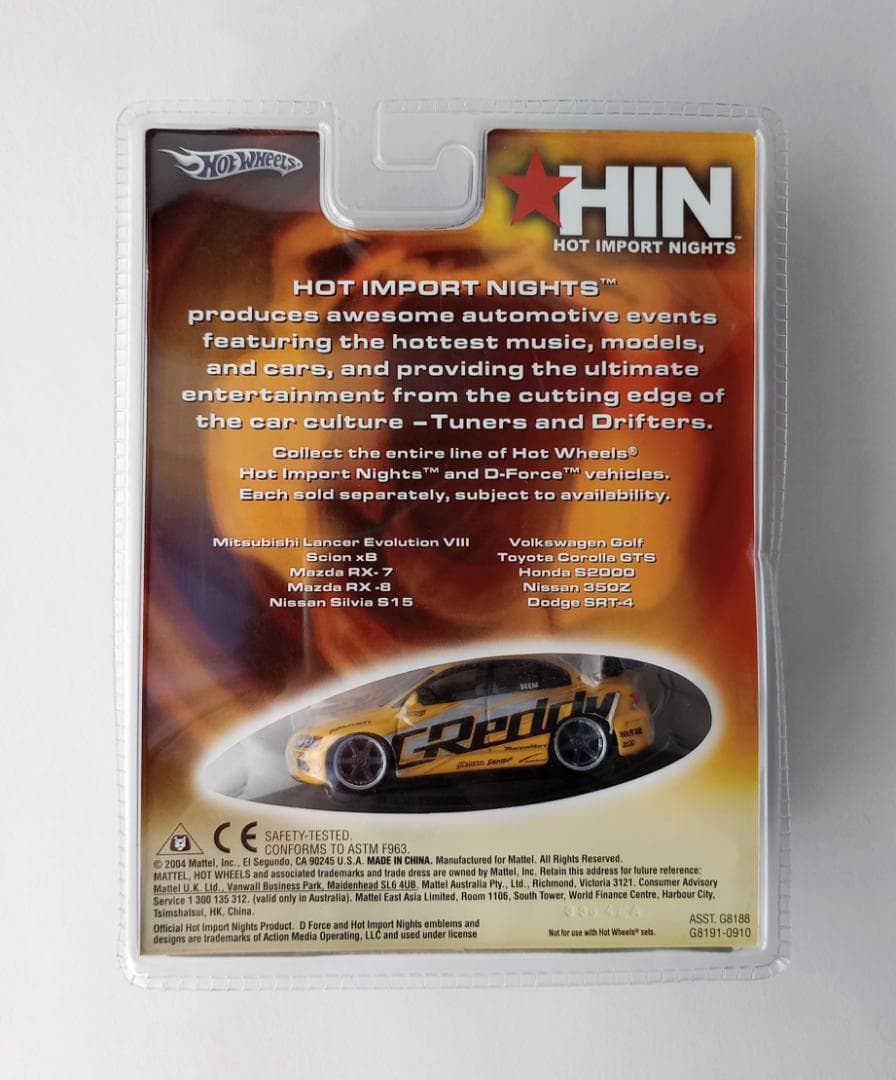 HOT WHEELS®
HIN™
HOT IMPORT NIGHTS
HOT IMPORT NIGHTS™
produces awesome automotive events
featuring the hottest music, models,
and cars, and providing the ultimate
entertainment from the cutting edge of
the car culture – Tuners and Drifters.
Collect the entire line of Hot Wheels®
Hot Import Nights™ and D-Force™ vehicles.
Each sold separately, subject to availability.
Mitsubishi Lancer Evolution VIII
Scion xB
Mazda RX-7
Mazda RX-8
Nissan Silvia S15
Volkswagen Golf
Toyota Corolla GTS
Honda S2000
Nissan 350Z
Dodge SRT-4
GReddy
CE
SAFETY-TESTED.
CONFORMS TO ASTM F963.
© 2004 Mattel, Inc., El Segundo, CA 90245 U.S.A. MADE IN CHINA. Manufactured for Mattel. All Rights Reserved.
MATTEL, HOT WHEELS and associated trademarks and trade dress are owned by Mattel, Inc. Retain this address for future reference:
Mattel U.K. Ltd., Vanwall Business Park, Maidenhead SL6 4UB. Mattel Australia Pty., Ltd., Richmond, Victoria 3121. Consumer Advisory
Service 1 300 135 312. (valid only in Australia). Mattel East Asia Limited, Room 1106, South Tower, World Finance Centre, Harbour City,
Tsimshatsui, HK, China.
Official Hot Import Nights Product. D Force and Hot Import Nights emblems and
designs are trademarks of Action Media Operating, LLC and used under license
Not for use with Hot Wheels® sets.
ASST. G8188
G8191-0910